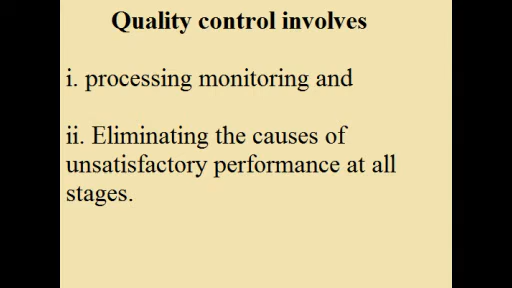 Quality control involves
i. processing monitoring and
ii. Eliminating the causes of
unsatisfactory performance at all
stages.